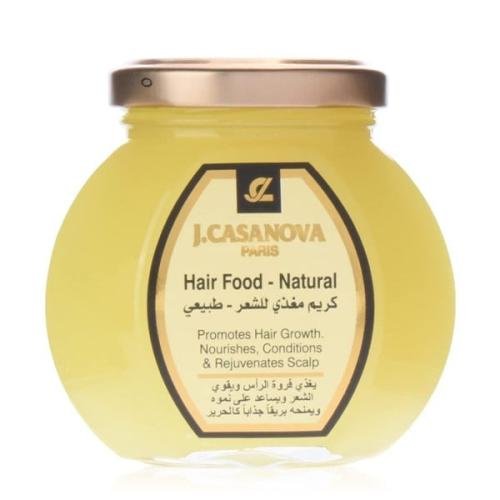 J.CASANOVA
PARIS
Hair Food - Natural
كريم مغذي للشعر - طبيعي
Promotes Hair Growth.
Nourishes, Conditions
& Rejuvenates Scalp
يغذي فروة الرأس ويقوي
الشعر ويساعد على نموه
ويمنحه بريقاً جذاباً كالحرير